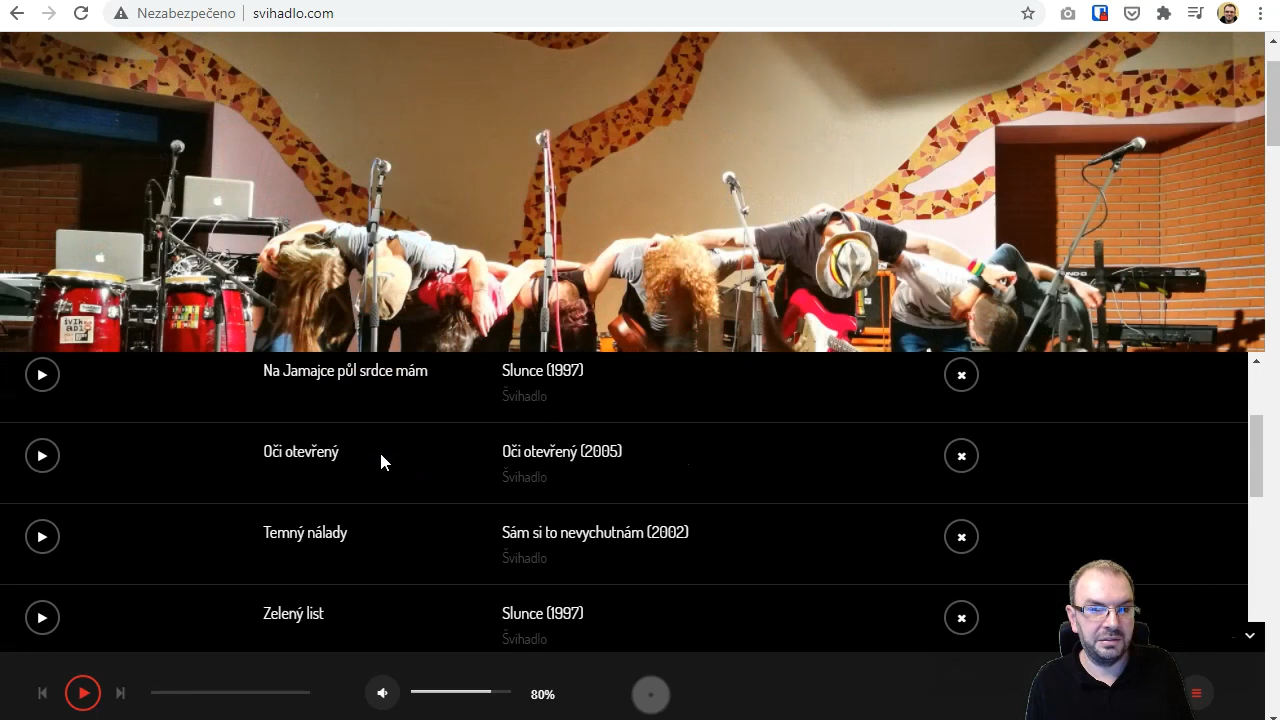 Nezabezpečeno
svihadlo.com
Na Jamajce půl srdce mám
Slunce (1997)
Švihadlo
Oči otevřený
Oči otevřený (2005)
Švihadlo
Temný nálady
Sám si to nevychutnám (2002)
Švihadlo
Zelený list
Slunce (1997)
Švihadlo
80%